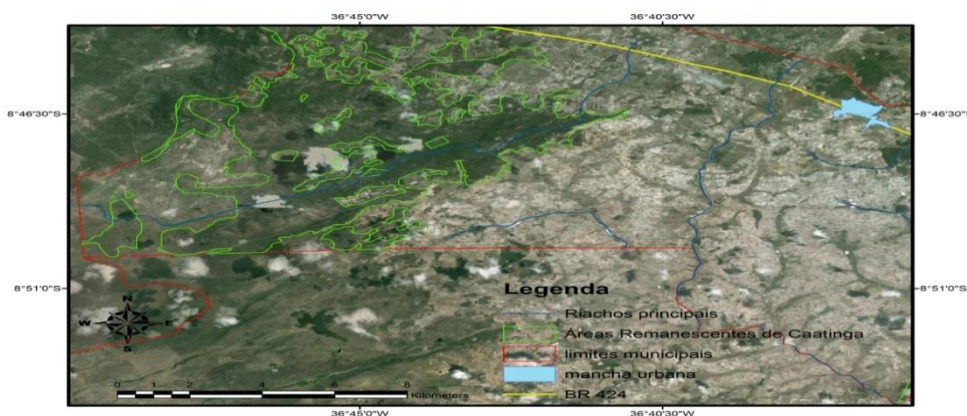 36°45'0"W 36°40'30"W
8°46'30"S 8°46'30"S
8°51'0"S 8°51'0"S
Legenda
Riachos principais
Áreas Remanescentes de Caatinga
limites municipais
mancha urbana
BR 424
N
W E
S
0 1 2 4 6 8
Kilometers
36°45'0"W 36°40'30"W